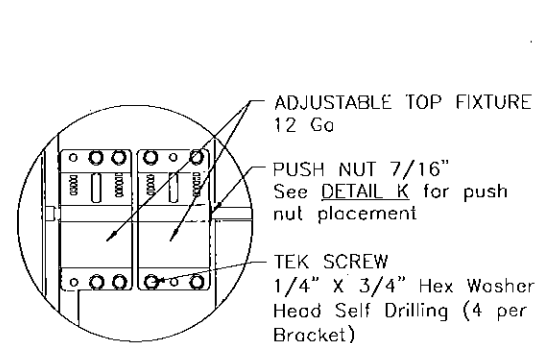 ADJUSTABLE TOP FIXTURE
12 Ga
PUSH NUT 7/16"
See DETAIL K for push
nut placement
TEK SCREW
1/4" X 3/4" Hex Washer
Head Self Drilling (4 per
Bracket)